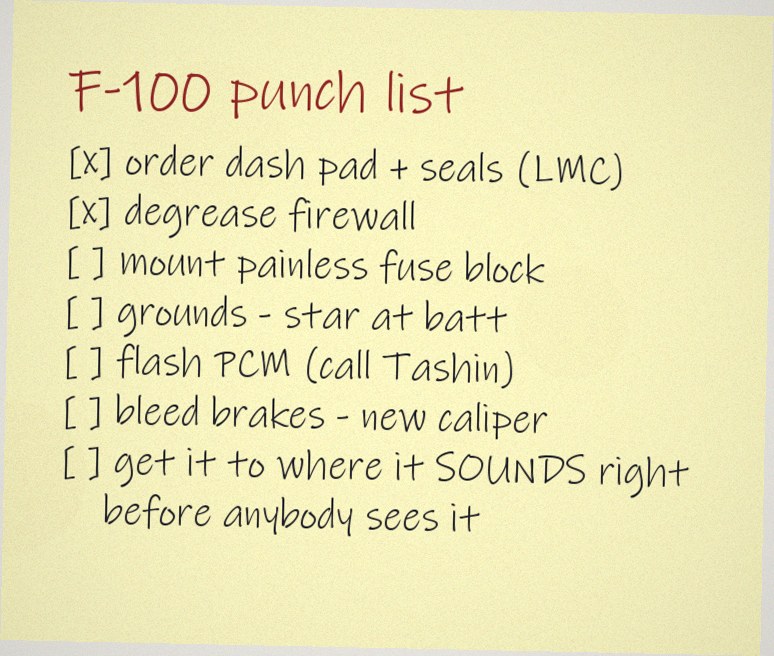 F-100 punch list
[x] order dash pad + seals (LMC)
[x] degrease firewall
[ ] mount painless fuse block
[ ] grounds - star at batt
[ ] flash PCM (call Tashin)
[ ] bleed brakes - new caliper
[ ] get it to where it SOUNDS right
before anybody sees it